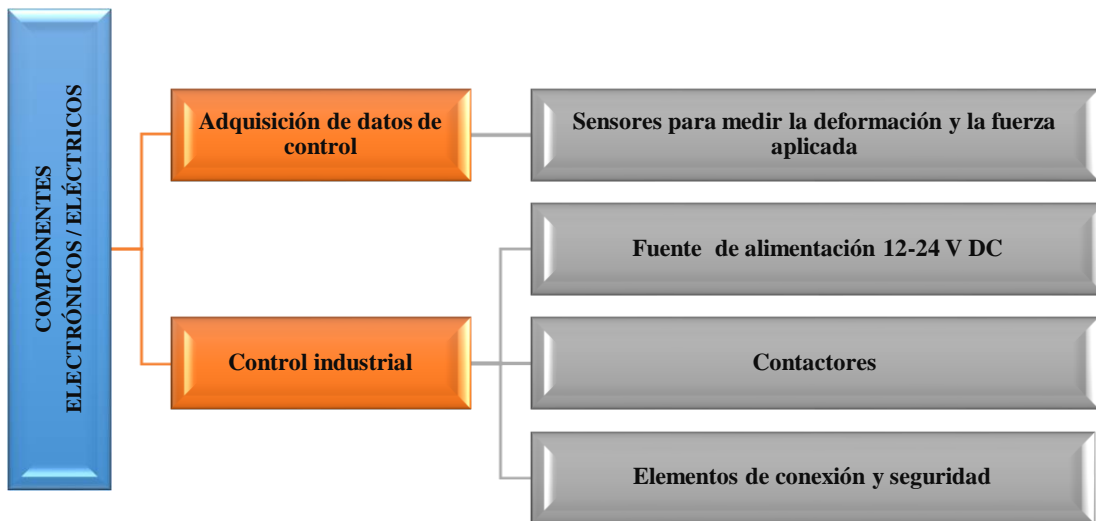 COMPONENTES
ELECTRÓNICOS / ELÉCTRICOS
Adquisición de datos de
control
Sensores para medir la deformación y la fuerza
aplicada
Fuente de alimentación 12-24 V DC
Control industrial
Contactores
Elementos de conexión y seguridad